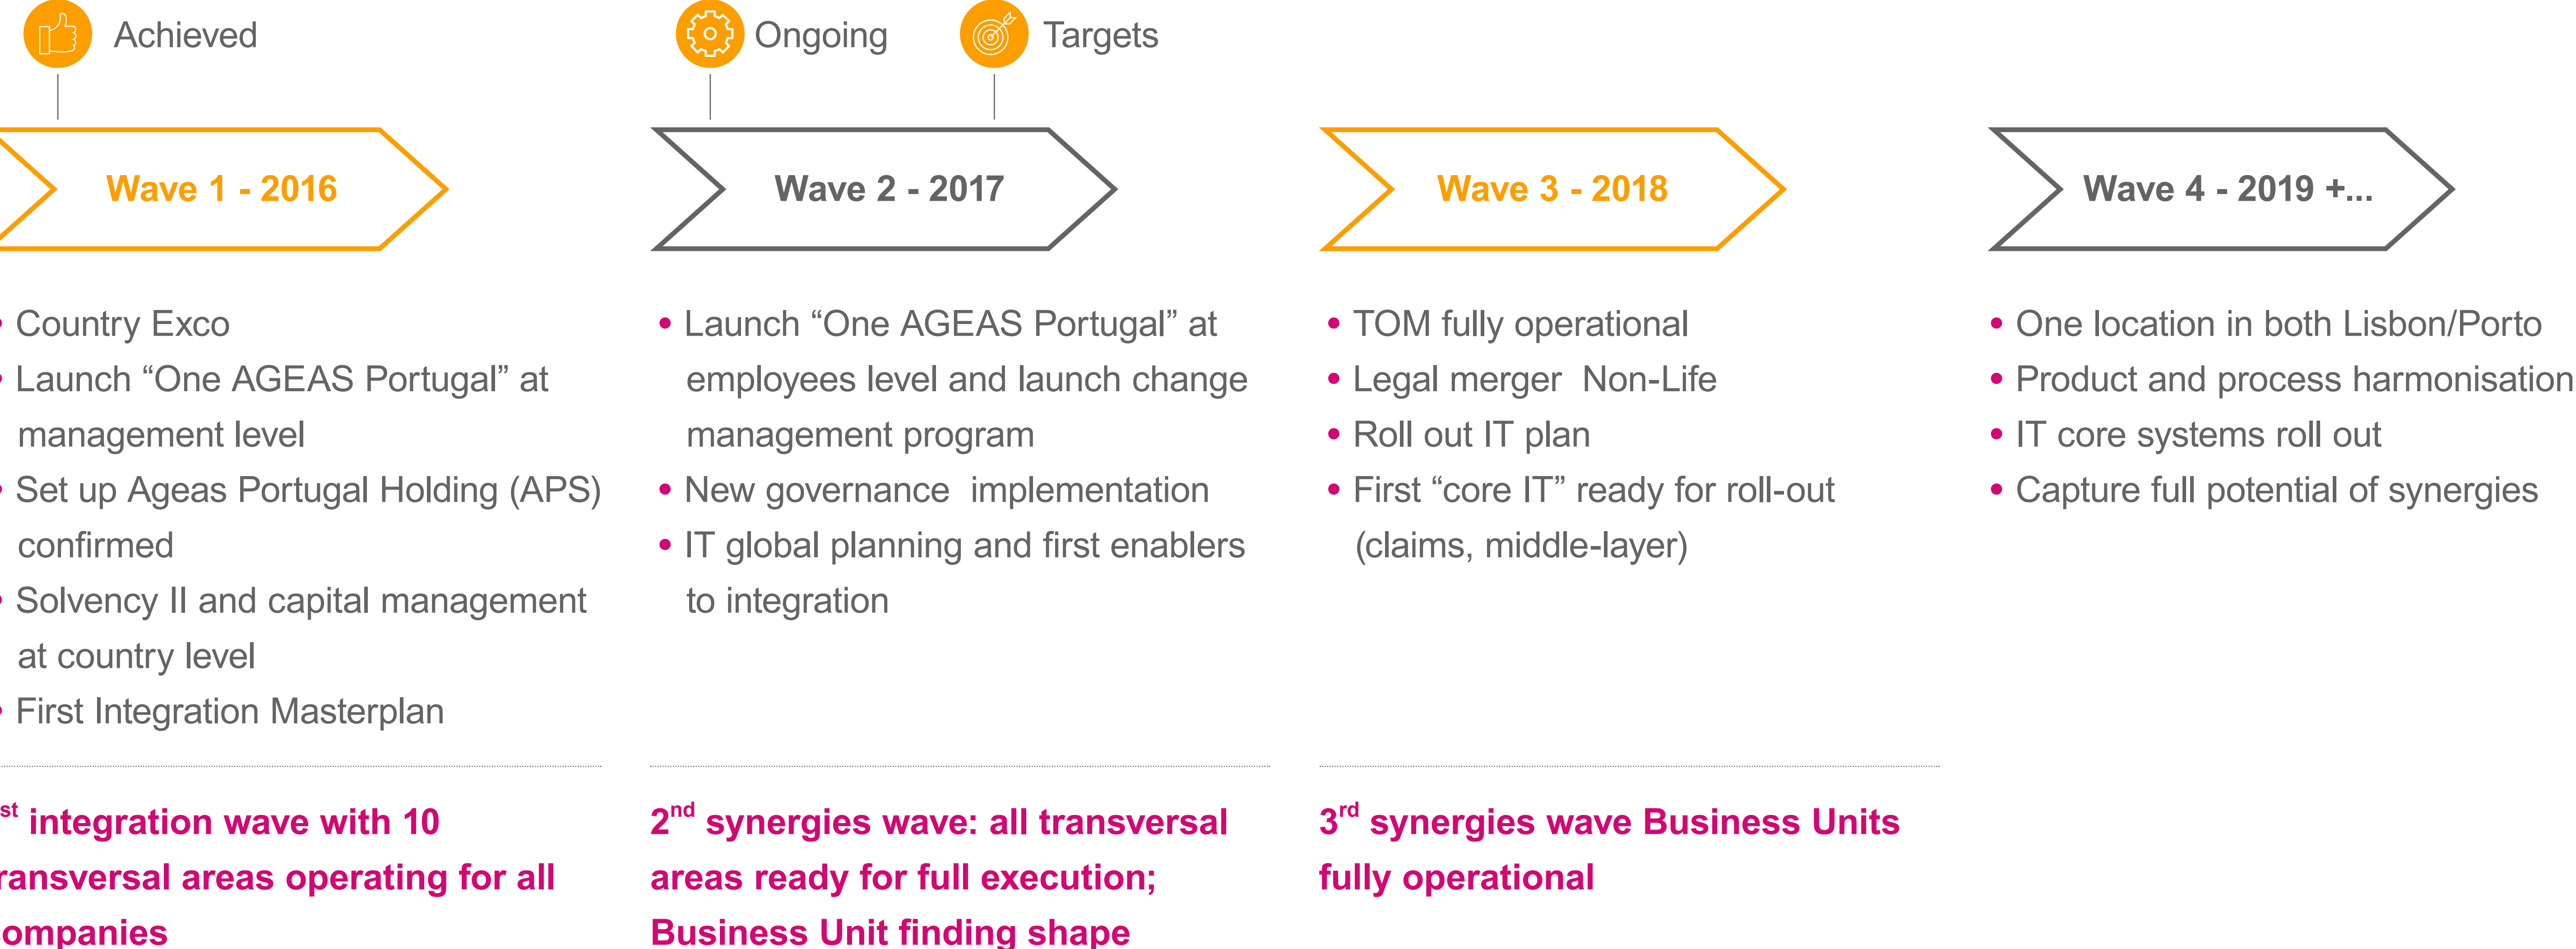 Achieved
Ongoing
Targets
Wave 1 - 2016
• Country Exco
• Launch “One AGEAS Portugal” at
management level
• Set up Ageas Portugal Holding (APS)
confirmed
• Solvency II and capital management
at country level
• First Integration Masterplan
st integration wave with 10
transversal areas operating for all
companies
Wave 2 - 2017
• Launch “One AGEAS Portugal” at
employees level and launch change
management program
• New governance implementation
• IT global planning and first enablers
to integration
2nd synergies wave: all transversal
areas ready for full execution;
Business Unit finding shape
Wave 3 - 2018
• TOM fully operational
• Legal merger Non-Life
• Roll out IT plan
• First “core IT” ready for roll-out
(claims, middle-layer)
3rd synergies wave Business Units
fully operational
Wave 4 - 2019 +...
• One location in both Lisbon/Porto
• Product and process harmonisation
• IT core systems roll out
• Capture full potential of synergies